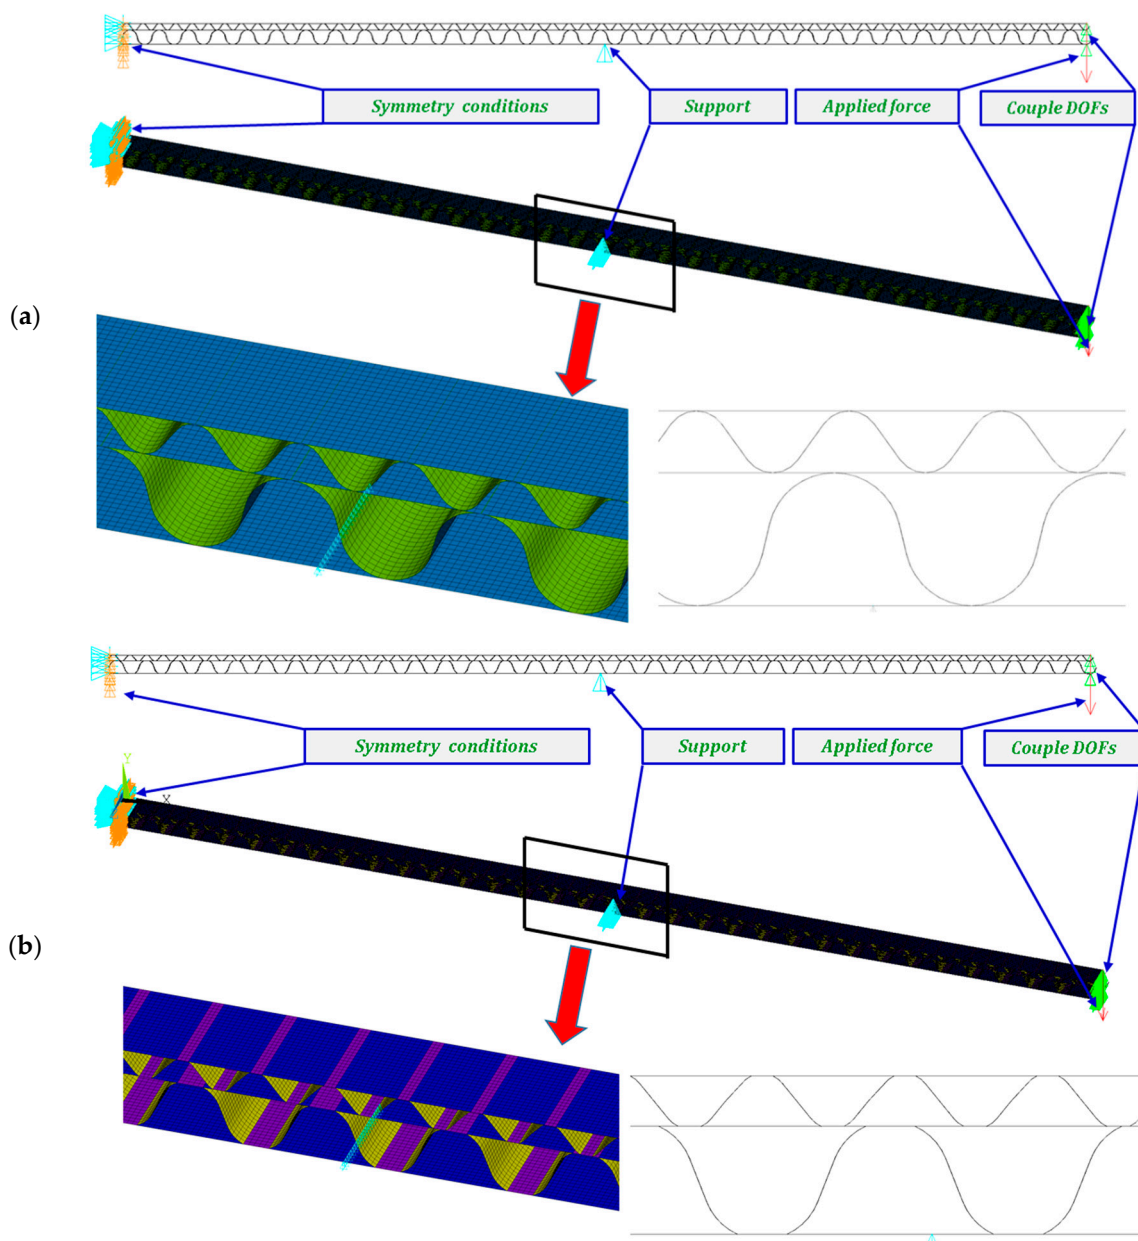 Symmetry conditions
Support
Applied force
Couple DOFs
(a)
Symmetry conditions
Support
Applied force
Couple DOFs
Y
X
(b)